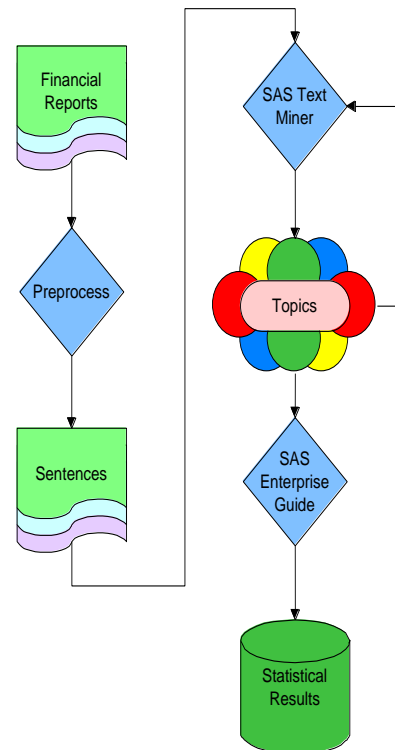 Financial
Reports
Preprocess
Sentences
SAS Text
Miner
Topics
SAS
Enterprise
Guide
Statistical
Results